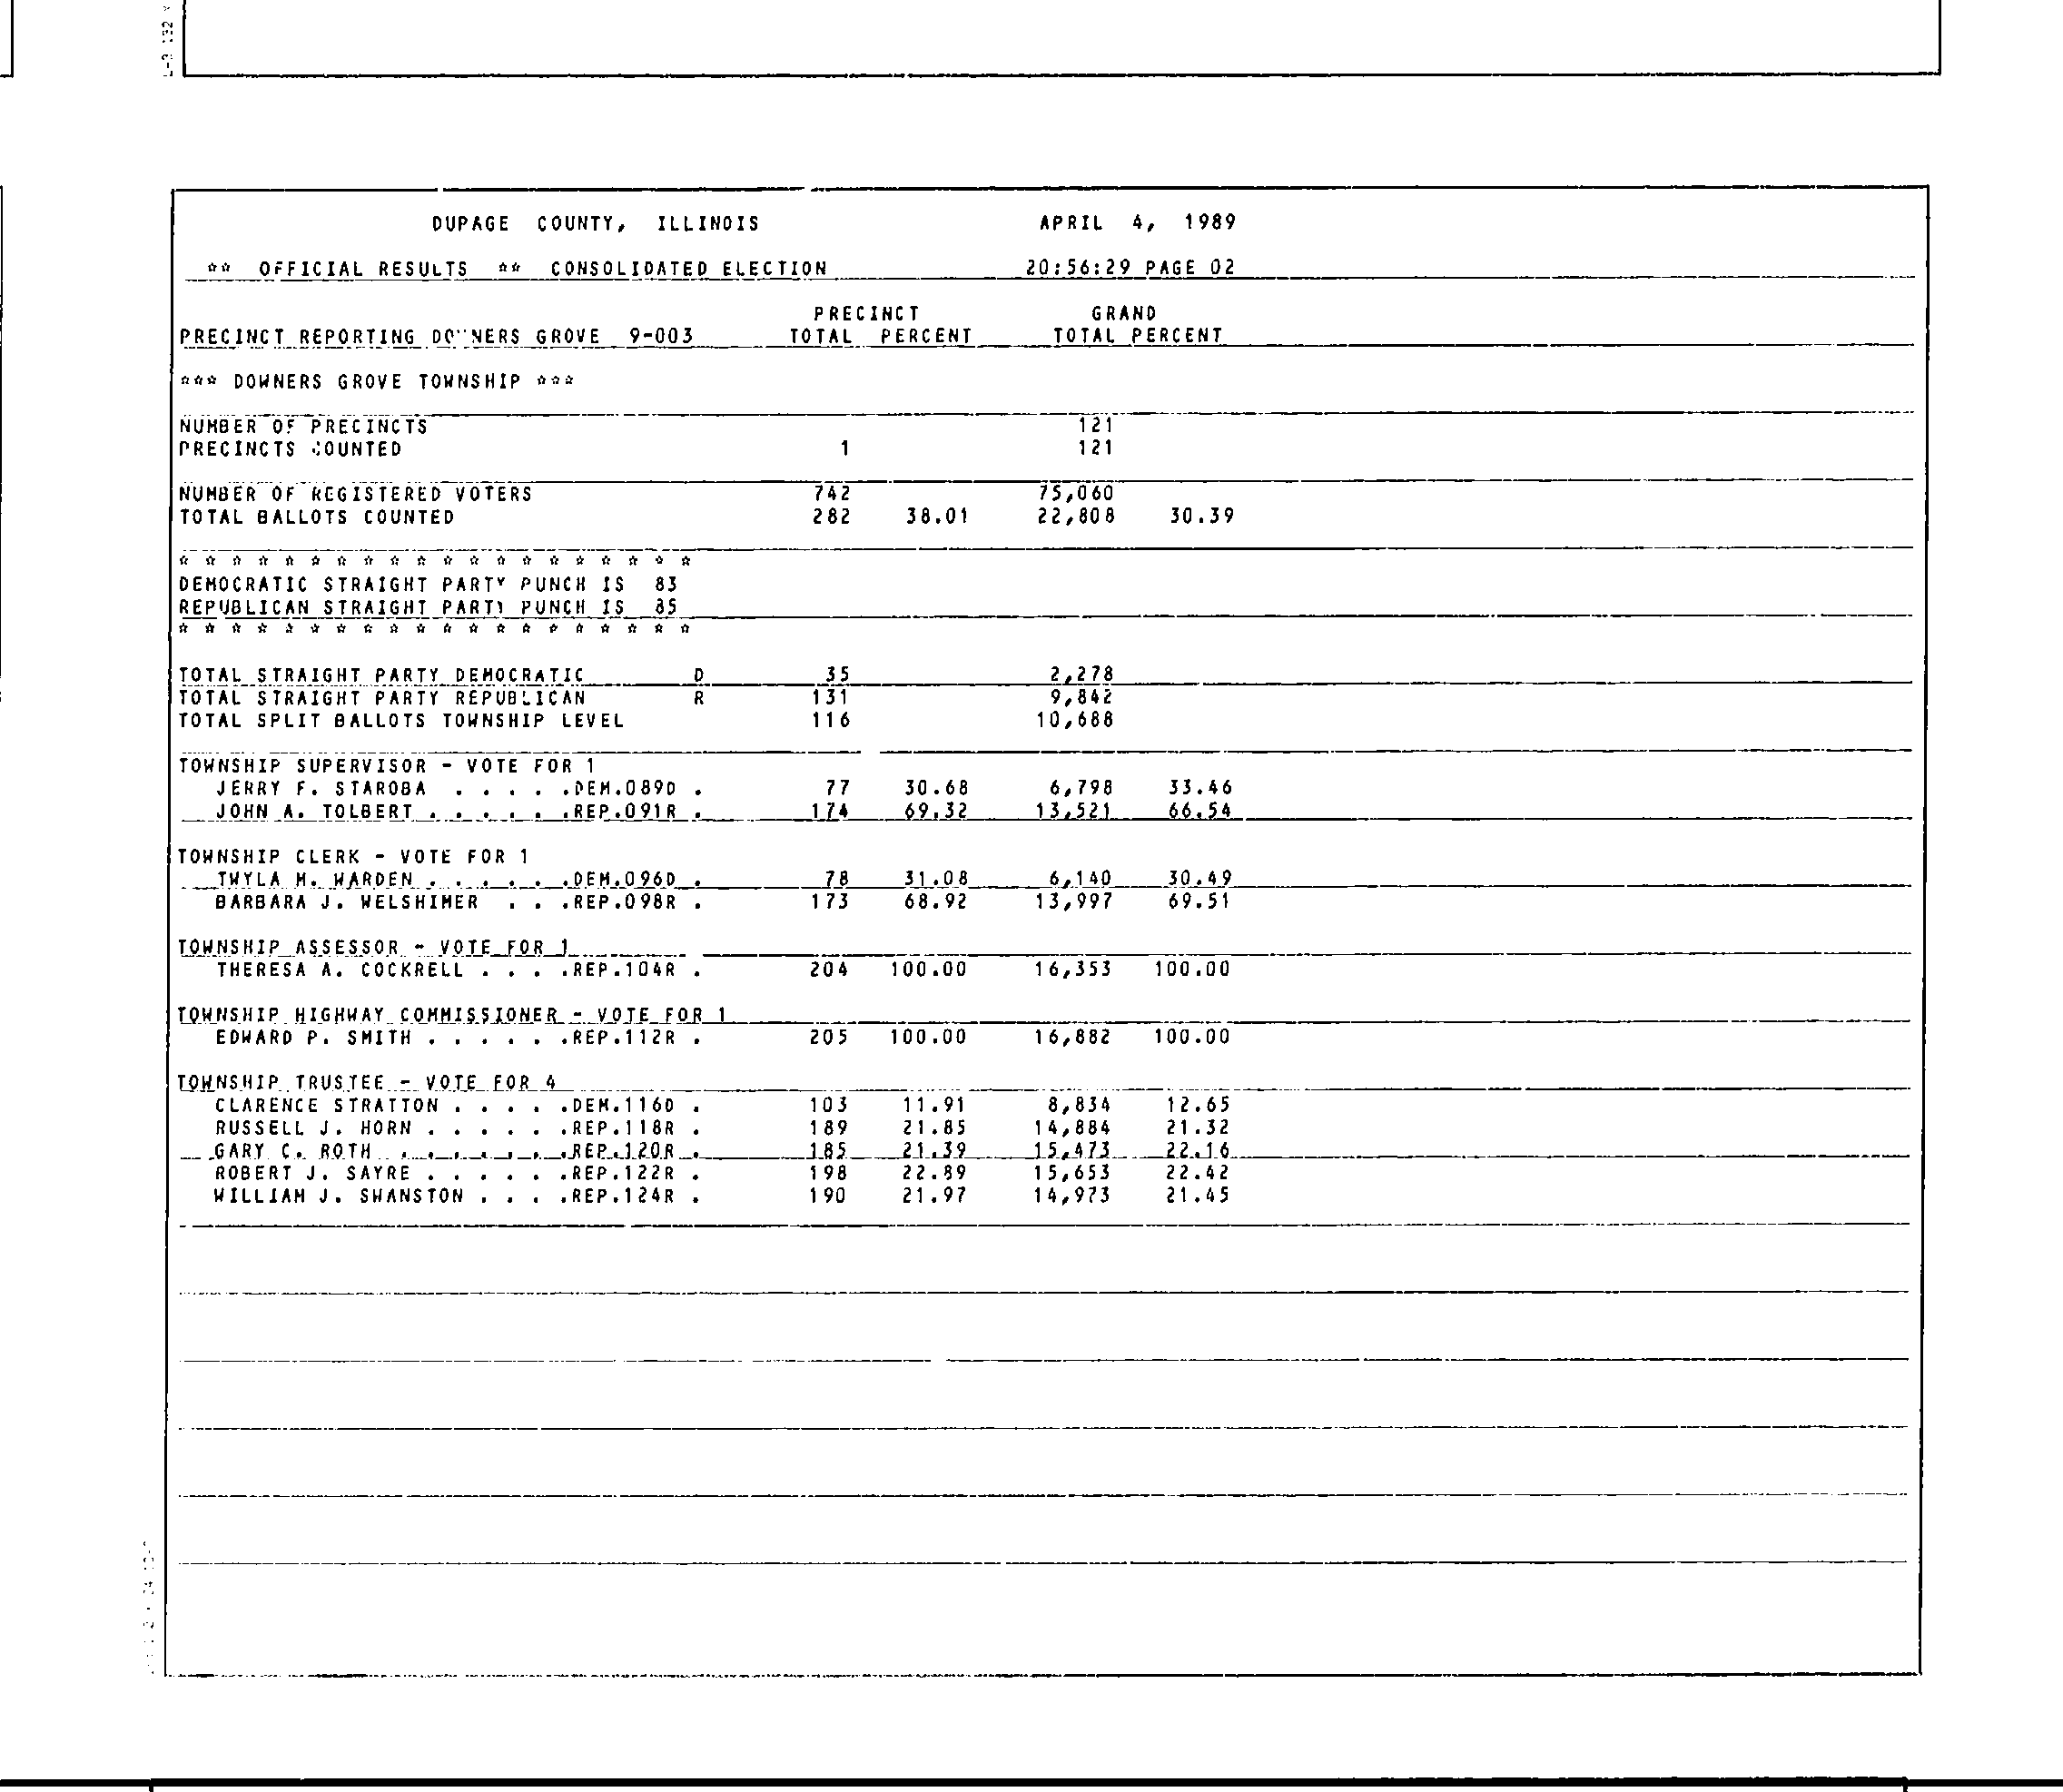 DUPAGE COUNTY, ILLINOIS APRIL 4, 1989
** OFFICIAL RESULTS ** CONSOLIDATED ELECTION 20:56:29 PAGE 02
PRECINCT GRAND
PRECINCT REPORTING DOWNERS GROVE 9-003 TOTAL PERCENT TOTAL PERCENT
*** DOWNERS GROVE TOWNSHIP ***
NUMBER OF PRECINCTS 121
PRECINCTS COUNTED 1 121
NUMBER OF REGISTERED VOTERS 742 75,060
TOTAL BALLOTS COUNTED 282 38.01 22,808 30.39
* * * * * * * * * * * * * * * * * * * *
DEMOCRATIC STRAIGHT PARTY PUNCH IS 83
REPUBLICAN STRAIGHT PARTY PUNCH IS 85
* * * * * * * * * * * * * * * * * * * *
TOTAL STRAIGHT PARTY DEMOCRATIC D 35 2,278
TOTAL STRAIGHT PARTY REPUBLICAN R 131 9,842
TOTAL SPLIT BALLOTS TOWNSHIP LEVEL 116 10,688
TOWNSHIP SUPERVISOR - VOTE FOR 1
JERRY F. STAROBA . . . . .DEM.089D . 77 30.68 6,798 33.46
JOHN A. TOLBERT . . . . . .REP.091R . 174 69.32 13,521 66.54
TOWNSHIP CLERK - VOTE FOR 1
TWYLA M. WARDEN . . . . . .DEM.096D . 78 31.08 6,140 30.49
BARBARA J. WELSHIMER . . .REP.098R . 173 68.92 13,997 69.51
TOWNSHIP ASSESSOR - VOTE FOR 1
THERESA A. COCKRELL . . . .REP.104R . 204 100.00 16,353 100.00
TOWNSHIP HIGHWAY COMMISSIONER - VOTE FOR 1
EDWARD P. SMITH . . . . . .REP.112R . 205 100.00 16,882 100.00
TOWNSHIP TRUSTEE - VOTE FOR 4
CLARENCE STRATTON . . . . .DEM.116D . 103 11.91 8,834 12.65
RUSSELL J. HORN . . . . . .REP.118R . 189 21.85 14,884 21.32
GARY C. ROTH . . . . . . .REP.120R . 185 21.39 15,473 22.16
ROBERT J. SAYRE . . . . . .REP.122R . 198 22.89 15,653 22.42
WILLIAM J. SWANSTON . . . .REP.124R . 190 21.97 14,973 21.45